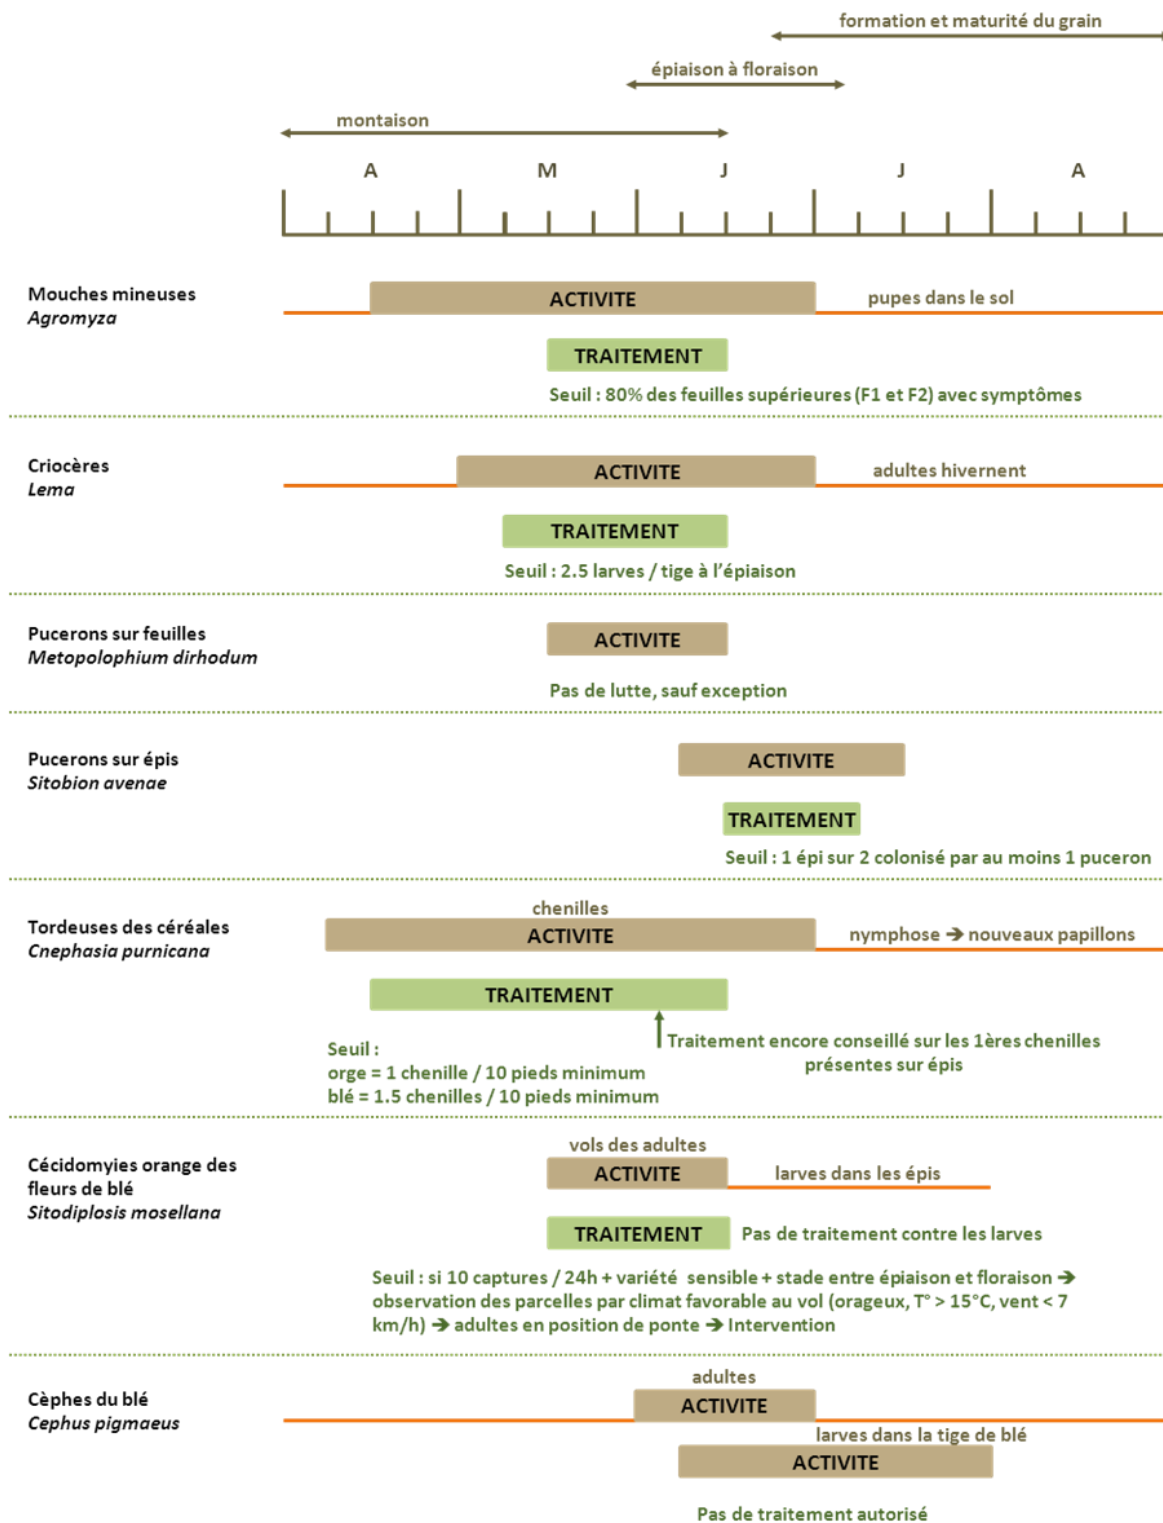 formation et maturité du grain
épiaison à floraison
montaison
A M J J A
Mouches mineuses
Agromyza
ACTIVITE
pupes dans le sol
TRAITEMENT
Seuil : 80% des feuilles supérieures (F1 et F2) avec symptômes
Criocères
Lema
ACTIVITE
adultes hivernent
TRAITEMENT
Seuil : 2.5 larves / tige à l'épiaison
Pucerons sur feuilles
Metopolophium dirhodum
ACTIVITE
Pas de lutte, sauf exception
Pucerons sur épis
Sitobion avenae
ACTIVITE
TRAITEMENT
Seuil : 1 épi sur 2 colonisé par au moins 1 puceron
Tordeuses des céréales
Cnephasia purnicana
chenilles
ACTIVITE
nymphose ➔ nouveaux papillons
TRAITEMENT
Traitement encore conseillé sur les 1ères chenilles
présentes sur épis
Seuil :
orge = 1 chenille / 10 pieds minimum
blé = 1.5 chenilles / 10 pieds minimum
Cécidomyies orange des
fleurs de blé
Sitodiplosis mosellana
vols des adultes
ACTIVITE
larves dans les épis
TRAITEMENT
Pas de traitement contre les larves
Seuil : si 10 captures / 24h + variété sensible + stade entre épiaison et floraison ➔
observation des parcelles par climat favorable au vol (orageux, T° > 15°C, vent < 7
km/h) ➔ adultes en position de ponte ➔ Intervention
Cèphes du blé
Cephus pigmaeus
adultes
ACTIVITE
larves dans la tige de blé
ACTIVITE
Pas de traitement autorisé